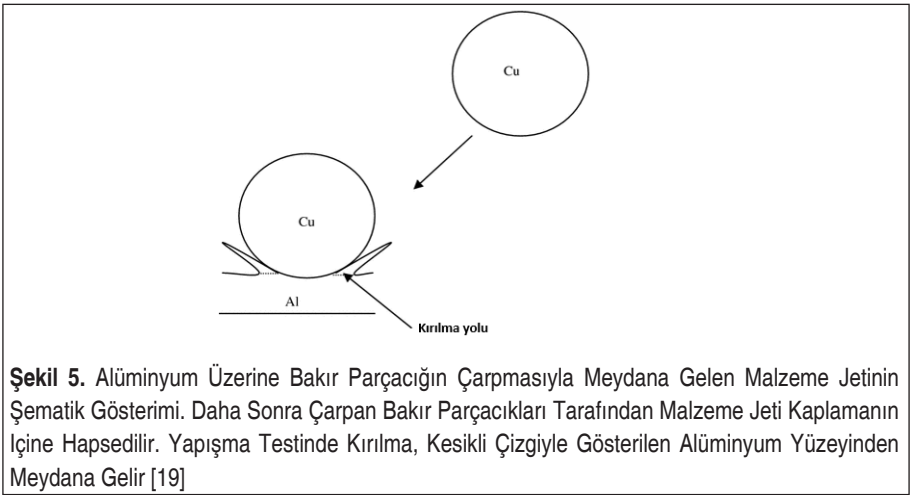 Cu
Cu
Al
Kırılma yolu
Şekil 5. Alüminyum Üzerine Bakır Parçacığın Çarpmasıyla Meydana Gelen Malzeme Jetinin
Şematik Gösterimi. Daha Sonra Çarpan Bakır Parçacıkları Tarafından Malzeme Jeti Kaplamanın
Içine Hapsedilir. Yapışma Testinde Kırılma, Kesikli Çizgiyle Gösterilen Alüminyum Yüzeyinden
Meydana Gelir [19]